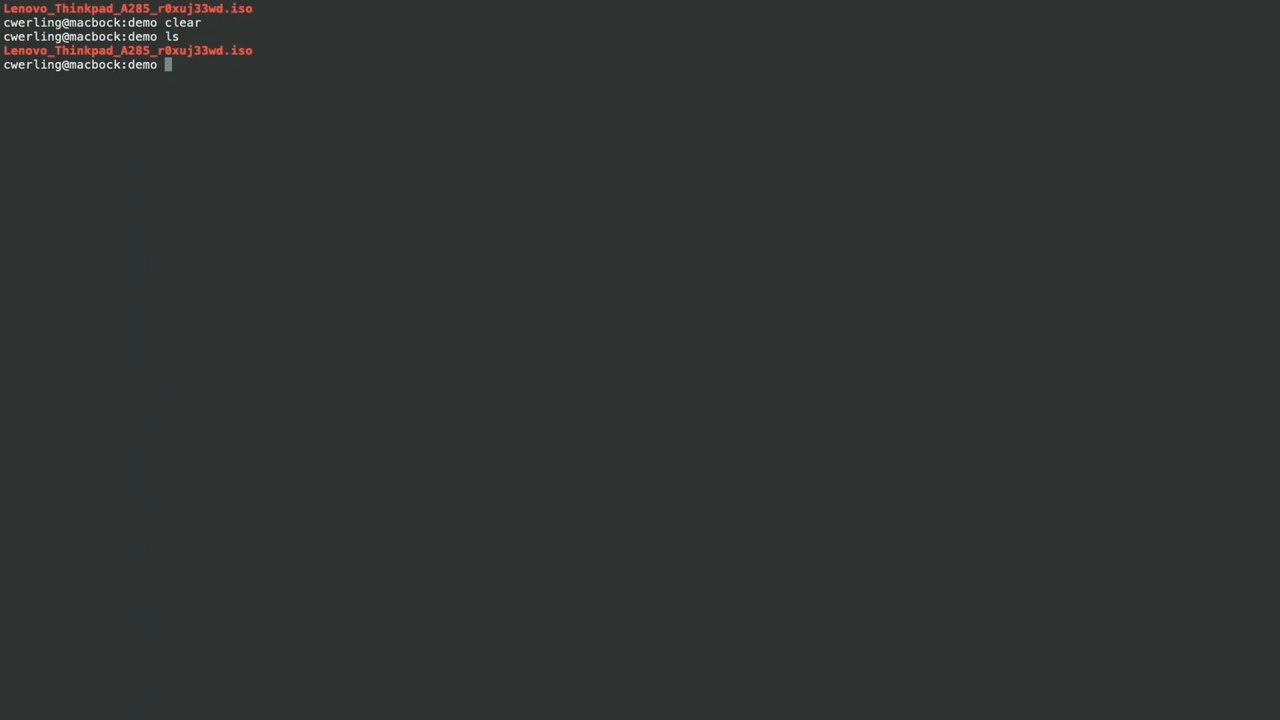 Lenovo_Thinkpad_A285_r0xuj33wd.iso
cwerling@macbock:demo clear
cwerling@macbock:demo ls
Lenovo_Thinkpad_A285_r0xuj33wd.iso
cwerling@macbock:demo